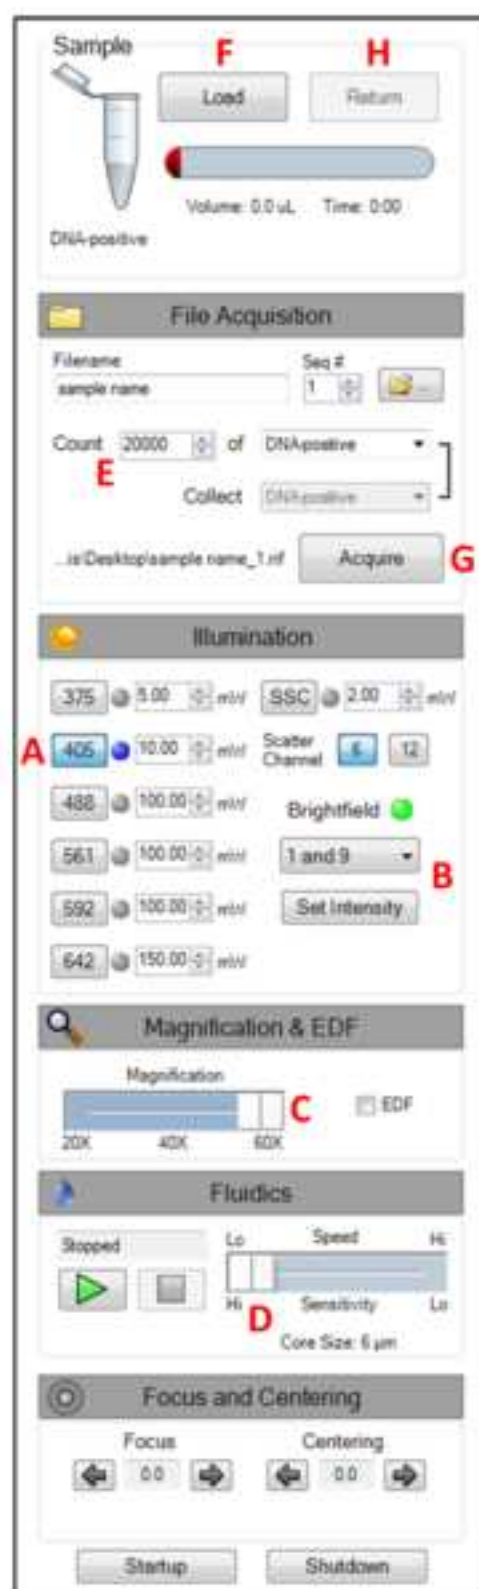 Sample
F H
Load Return
Volume: 0.0 uL Time: 0:00
DNA-positive
File Acquisition
Filename Seq #
sample name 1 ...
Count 20000 of DNA-positive
E
Collect DNA-positive
...is\Desktop\sample name_1.rif Acquire G
Illumination
375 5.00 mW SSC 2.00 mW
A 405 10.00 mW Scatter Channel 6 12
488 100.00 mW Brightfield
561 100.00 mW 1 and 9 B
592 100.00 mW Set Intensity
642 150.00 mW
Magnification & EDF
Magnification
C EDF
20X 40X 60X
Fluidics
Stopped Lo Speed Hi
Hi D Sensitivity Lo
Core Size: 6 µm
Focus and Centering
Focus Centering
0.0 0.0
Startup Shutdown